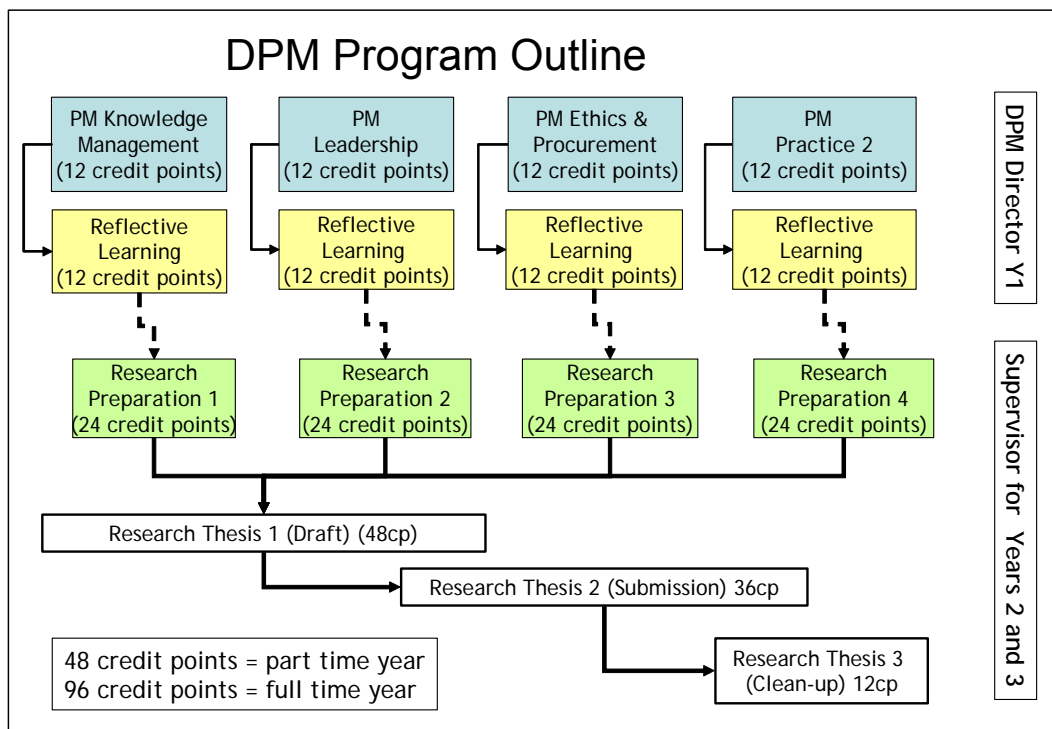 DPM Program Outline
PM Knowledge
Management
(12 credit points)
PM
Leadership
(12 credit points)
PM Ethics &
Procurement
(12 credit points)
PM
Practice 2
(12 credit points)
DPM Director Y1
Reflective
Learning
(12 credit points)
Reflective
Learning
(12 credit points)
Reflective
Learning
(12 credit points)
Reflective
Learning
(12 credit points)
Research
Preparation 1
(24 credit points)
Research
Preparation 2
(24 credit points)
Research
Preparation 3
(24 credit points)
Research
Preparation 4
(24 credit points)
Supervisor for Years 2 and 3
Research Thesis 1 (Draft) (48cp)
Research Thesis 2 (Submission) 36cp
Research Thesis 3
(Clean-up) 12cp
48 credit points = part time year
96 credit points = full time year